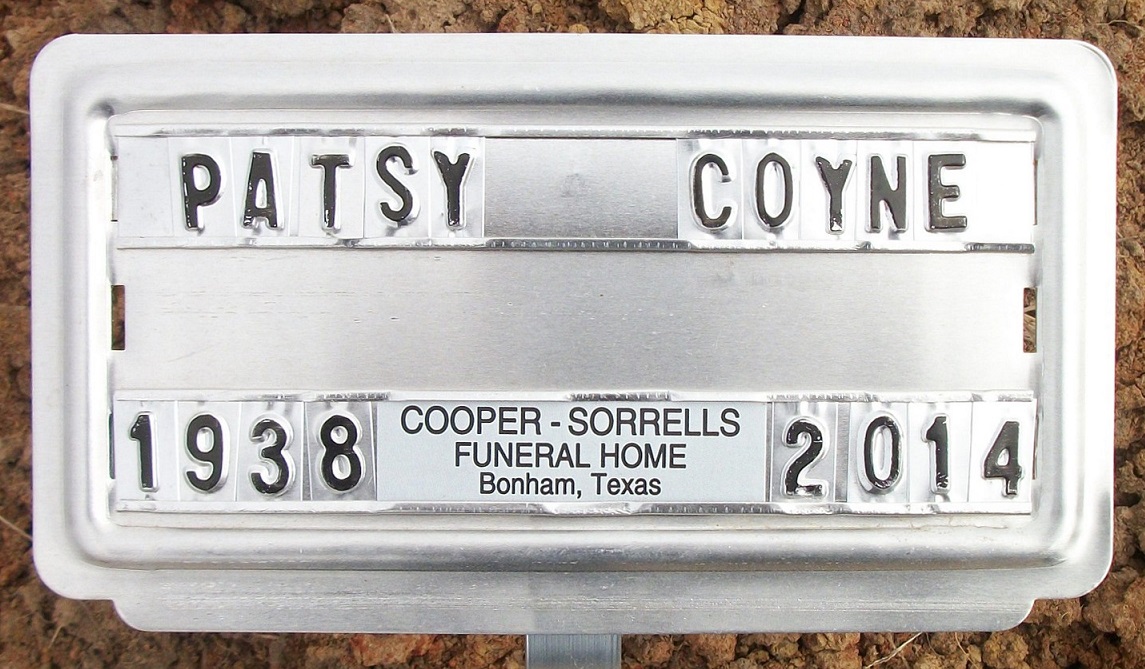 PATSY COYNE
1938 2014
COOPER - SORRELLS
FUNERAL HOME
Bonham, Texas